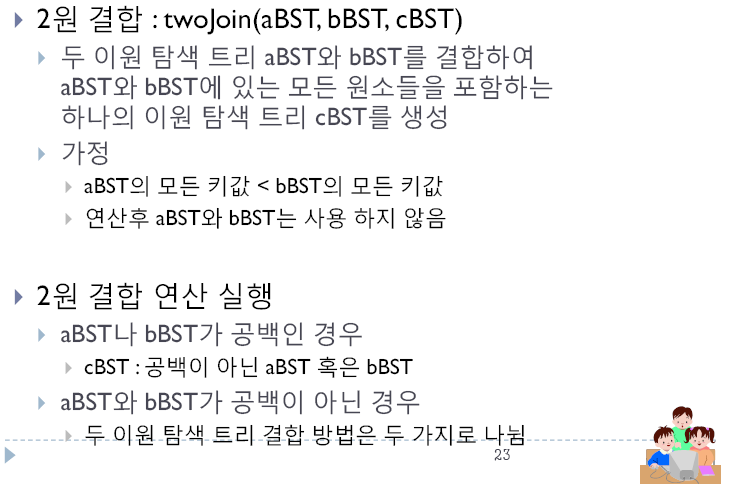 2원 결합 : twoJoin(aBST, bBST, cBST)
두 이원 탐색 트리 aBST와 bBST를 결합하여
aBST와 bBST에 있는 모든 원소들을 포함하는
하나의 이원 탐색 트리 cBST를 생성
가정
aBST의 모든 키값 < bBST의 모든 키값
연산후 aBST와 bBST는 사용 하지 않음
2원 결합 연산 실행
aBST나 bBST가 공백인 경우
cBST : 공백이 아닌 aBST 혹은 bBST
aBST와 bBST가 공백이 아닌 경우
두 이원 탐색 트리 결합 방법은 두 가지로 나뉨
23